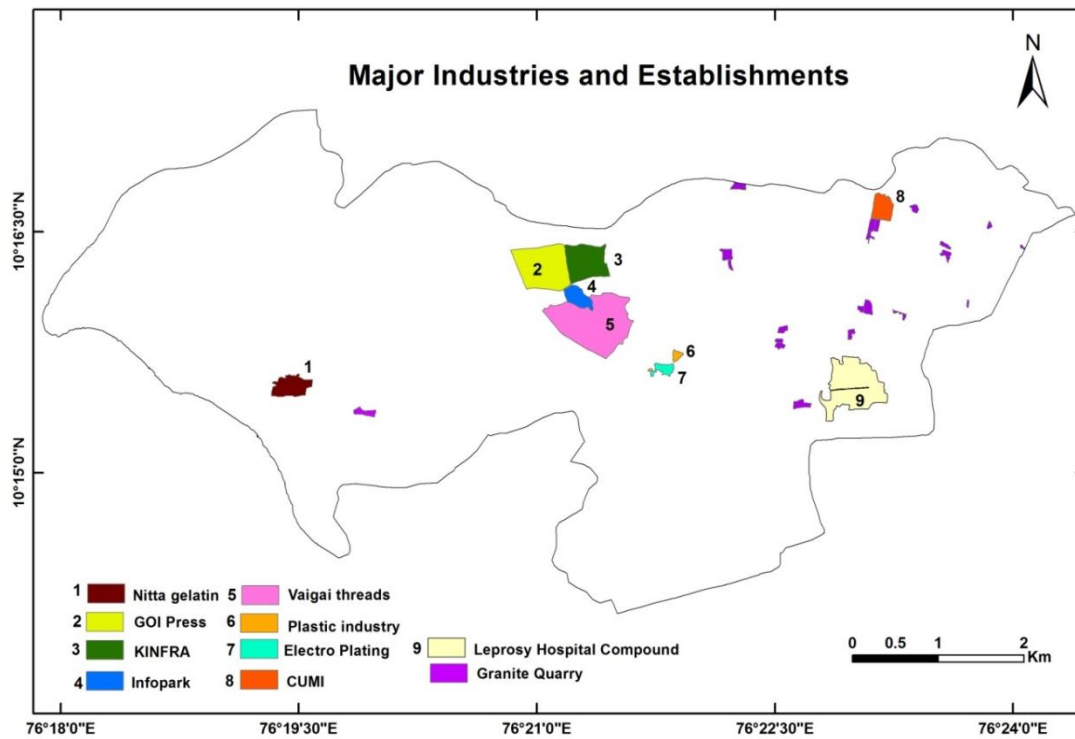 Major Industries and Establishments
N
10°16'30"N
10°15'0"N
1
2
3
4
5
6
7
8
9
1 Nitta gelatin
2 GOI Press
3 KINFRA
4 Infopark
5 Vaigai threads
6 Plastic industry
7 Electro Plating
8 CUMI
9 Leprosy Hospital Compound
Granite Quarry
0 0.5 1 2
Km
76°18'0"E 76°19'30"E 76°21'0"E 76°22'30"E 76°24'0"E